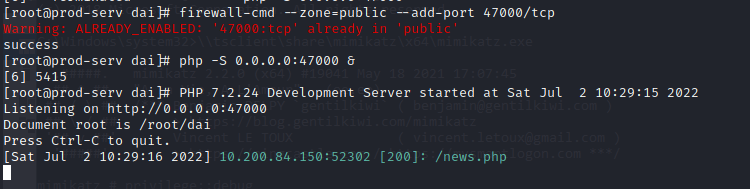 [root@prod-serv dai]# firewall-cmd --zone=public --add-port 47000/tcp
Warning: ALREADY_ENABLED: '47000:tcp' already in 'public'
success
[root@prod-serv dai]# php -S 0.0.0.0:47000 &
[6] 5415
[root@prod-serv dai]# PHP 7.2.24 Development Server started at Sat Jul  2 10:29:15 2022
Listening on http://0.0.0.0:47000
Document root is /root/dai
Press Ctrl-C to quit.
[Sat Jul  2 10:29:16 2022] 10.200.84.150:52302 [200]: /news.php